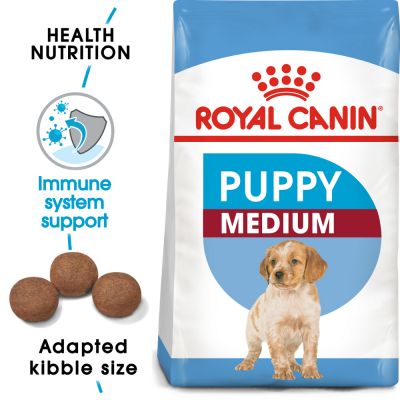 HEALTH
NUTRITION
Immune
system
support
Adapted
kibble size
ROYAL CANIN
PUPPY
MEDIUM